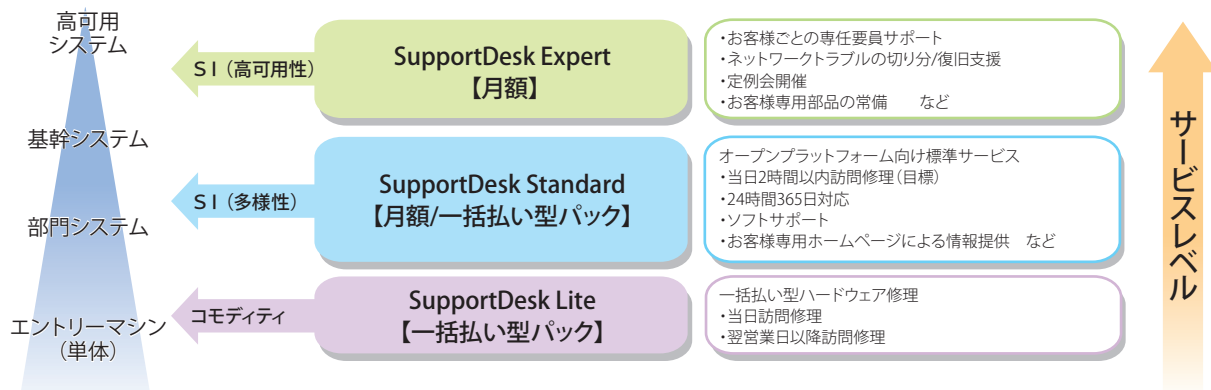 高可用
システム
基幹システム
部門システム
エントリーマシン
（単体）
ＳＩ（高可用性）
SupportDesk Expert
【月額】
・お客様ごとの専任要員サポート
・ネットワークトラブルの切り分/復旧支援
・定例会開催
・お客様専用部品の常備　など
ＳＩ（多様性）
SupportDesk Standard
【月額/一括払い型パック】
オープンプラットフォーム向け標準サービス
・当日2時間以内訪問修理（目標）
・24時間365日対応
・ソフトサポート
・お客様専用ホームページによる情報提供　など
コモディティ
SupportDesk Lite
【一括払い型パック】
一括払い型ハードウェア修理
・当日訪問修理
・翌営業日以降訪問修理
サービスレベル